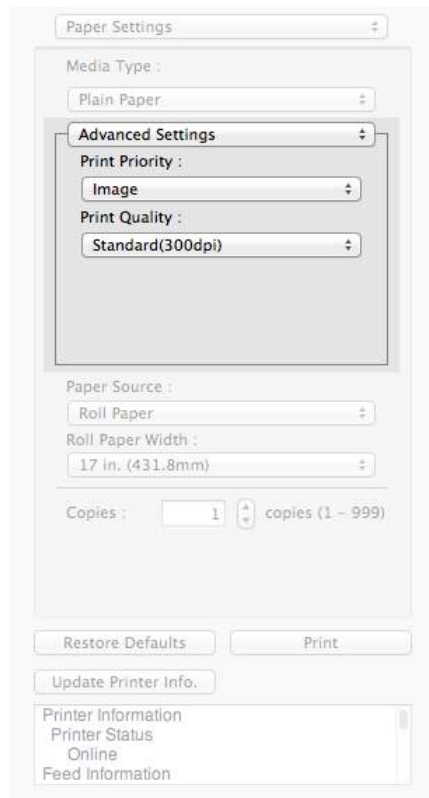 Paper Settings
Media Type :
Plain Paper
Advanced Settings
Print Priority :
Image
Print Quality :
Standard(300dpi)
Paper Source :
Roll Paper
Roll Paper Width :
17 in. (431.8mm)
Copies : 1 copies (1 – 999)
Restore Defaults Print
Update Printer Info.
Printer Information
Printer Status
Online
Feed Information